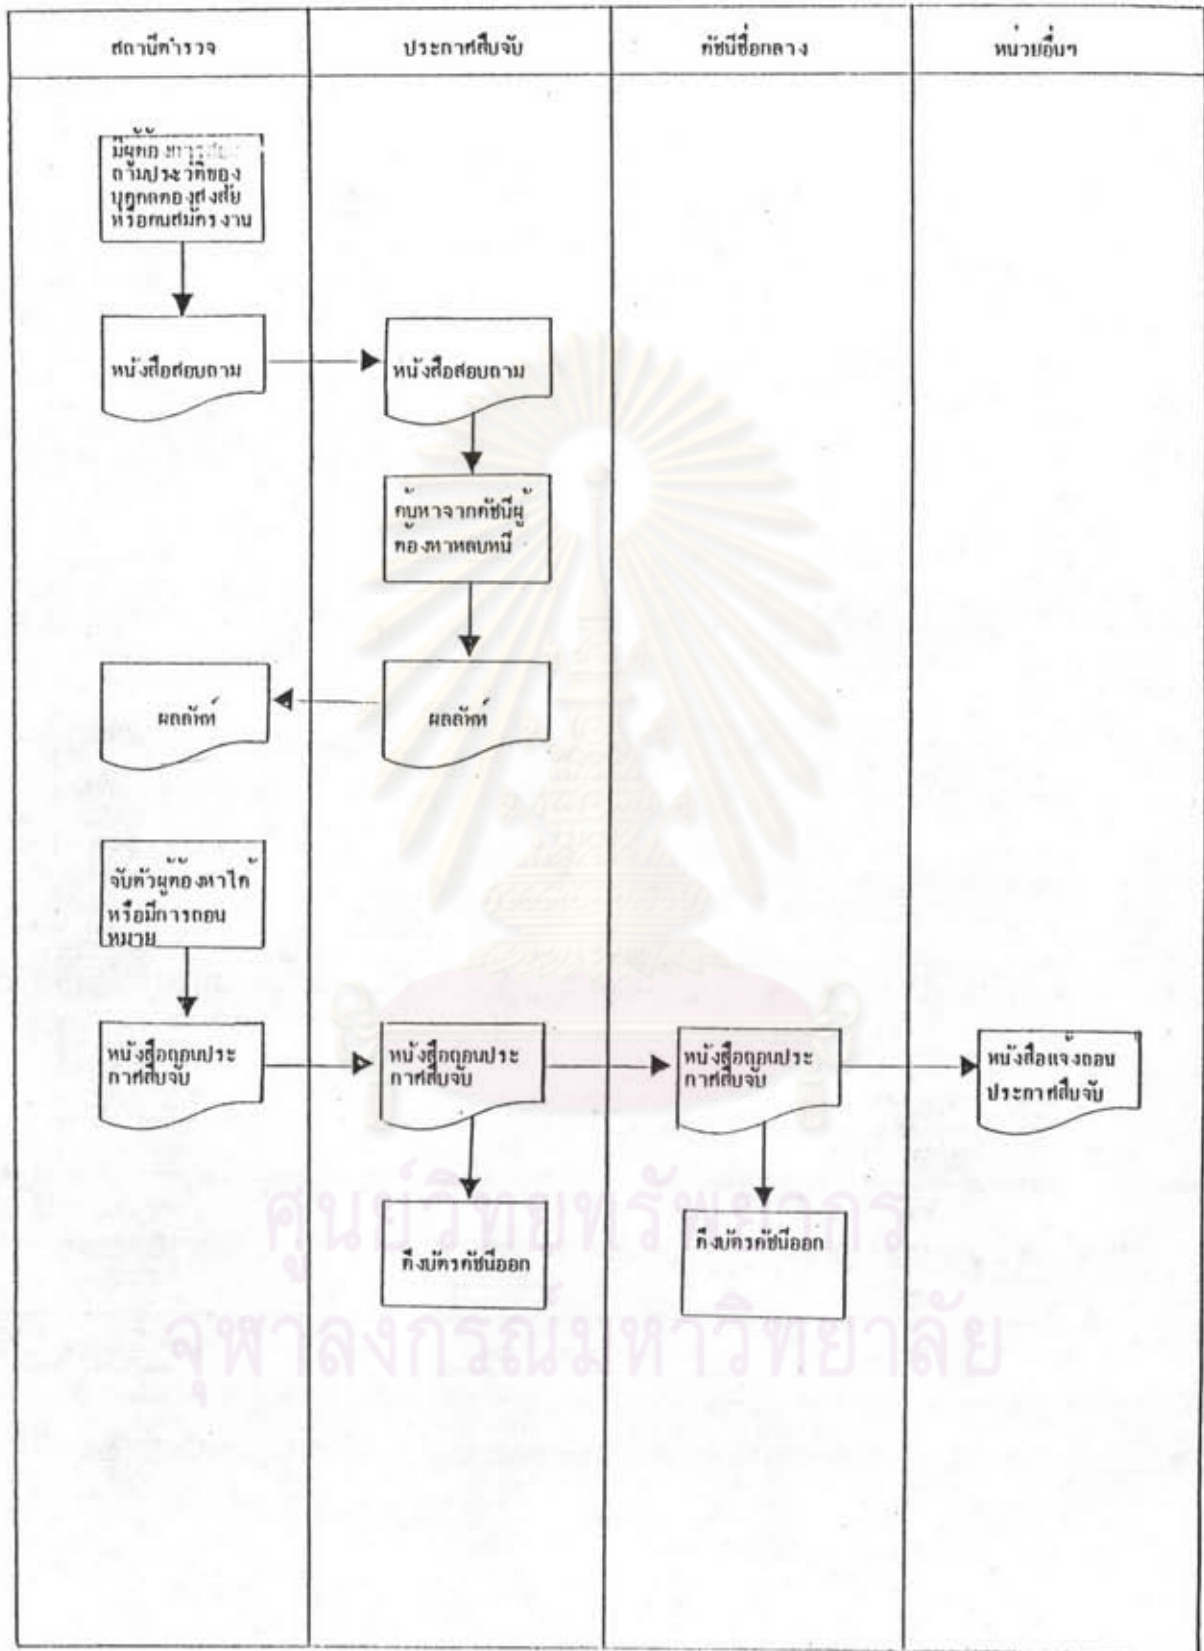 สถานีตำรวจ
ประกาศสืบจับ
ดัชนีชื่อกลาง
หน่วยอื่นๆ
มีผู้ต้องการสอบ
ถามประวัติของ
บุคคลต้องสงสัย
หรือคนสมัครงาน
หนังสือสอบถาม
หนังสือสอบถาม
ค้นหาจากดัชนีผู้
ต้องหาหลบหนี
ผลลัพท์
ผลลัพท์
จับตัวผู้ต้องหาได้
หรือมีการถอน
หมาย
หนังสือถอนประ
กาศสืบจับ
หนังสือถอนประ
กาศสืบจับ
หนังสือถอนประ
กาศสืบจับ
หนังสือแจ้งถอน
ประกาศสืบจับ
ดึงบัตรดัชนีออก
ดึงบัตรดัชนีออก
ศูนย์วิทยทรัพยากร
จุฬาลงกรณ์มหาวิทยาลัย